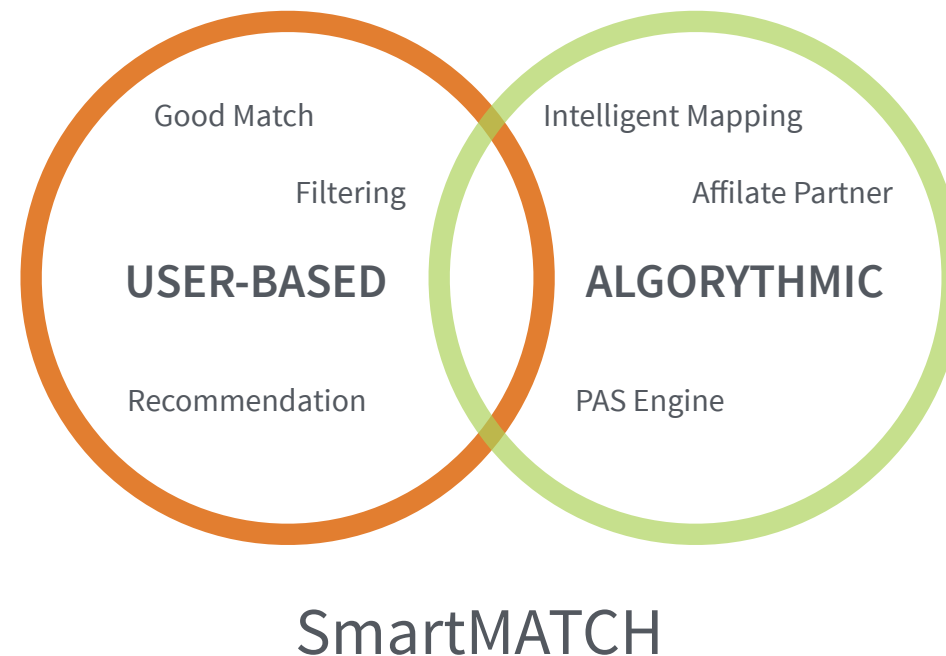 Good Match
Filtering
USER-BASED
Recommendation
Intelligent Mapping
Affilate Partner
ALGORYTHMIC
PAS Engine
SmartMATCH